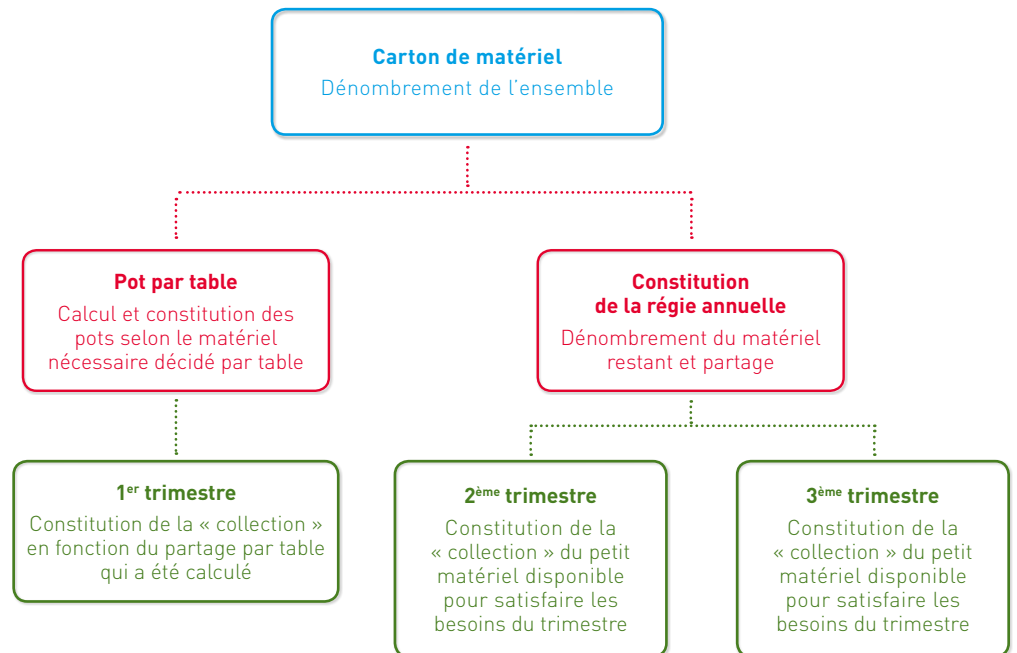 Carton de matériel
Dénombrement de l’ensemble
Pot par table
Calcul et constitution des
pots selon le matériel
nécessaire décidé par table
Constitution
de la régie annuelle
Dénombrement du matériel
restant et partage
1er trimestre
Constitution de la « collection »
en fonction du partage par table
qui a été calculé
2ème trimestre
Constitution de la
« collection » du petit
matériel disponible
pour satisfaire les
besoins du trimestre
3ème trimestre
Constitution de la
« collection » du petit
matériel disponible
pour satisfaire les
besoins du trimestre